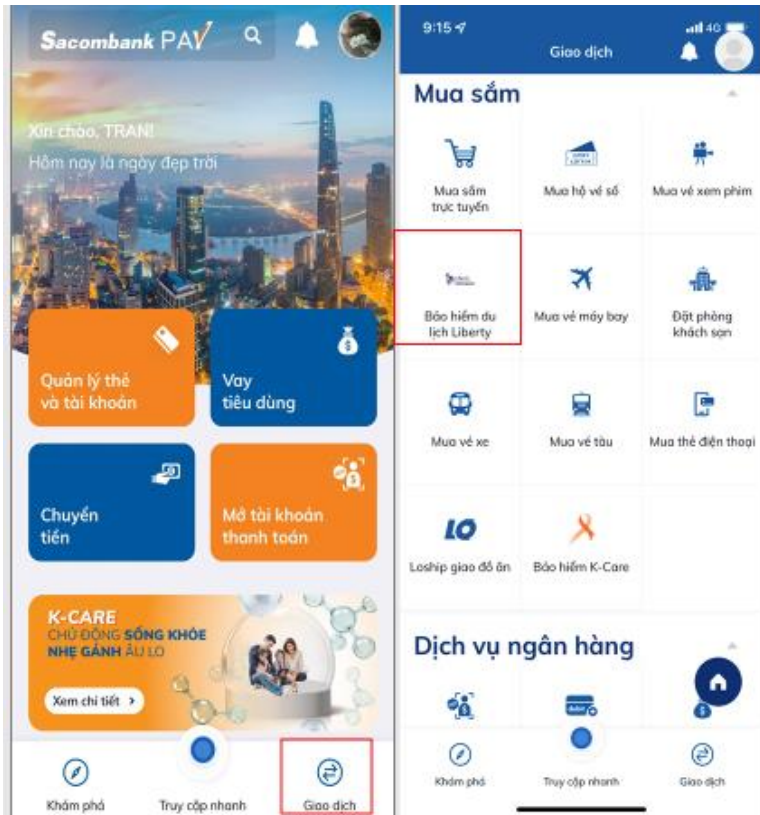 Sacombank PAY
Xin chào, TRAN!
Hôm nay là ngày đẹp trời
Quản lý thẻ
và tài khoản
Vay
tiêu dùng
Chuyển
tiền
Mở tài khoản
thanh toán
K-CARE
CHỦ ĐỘNG SỐNG KHỎE
NHẸ GÁNH ÂU LO
Xem chi tiết
Khám phá
Truy cập nhanh
Giao dịch
9:15
4G
Giao dịch
Mua sắm
Mua sắm
trực tuyến
Mua hộ vé số
Mua vé xem phim
Bảo hiểm du
lịch Liberty
Mua vé máy bay
Đặt phòng
khách sạn
Mua vé xe
Mua vé tàu
Mua thẻ điện thoại
LO
Loship giao đồ ăn
Bảo hiểm K-Care
Dịch vụ ngân hàng
Khám phá
Truy cập nhanh
Giao dịch